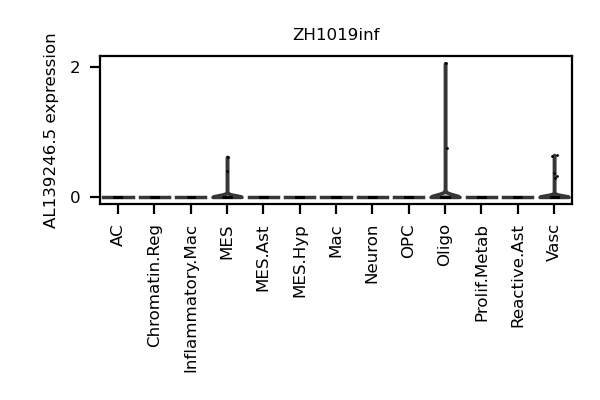 ZH1019inf
AL139246.5 expression
2
0
AC
Chromatin.Reg
Inflammatory.Mac
MES
MES.Ast
MES.Hyp
Mac
Neuron
OPC
Oligo
Prolif.Metab
Reactive.Ast
Vasc